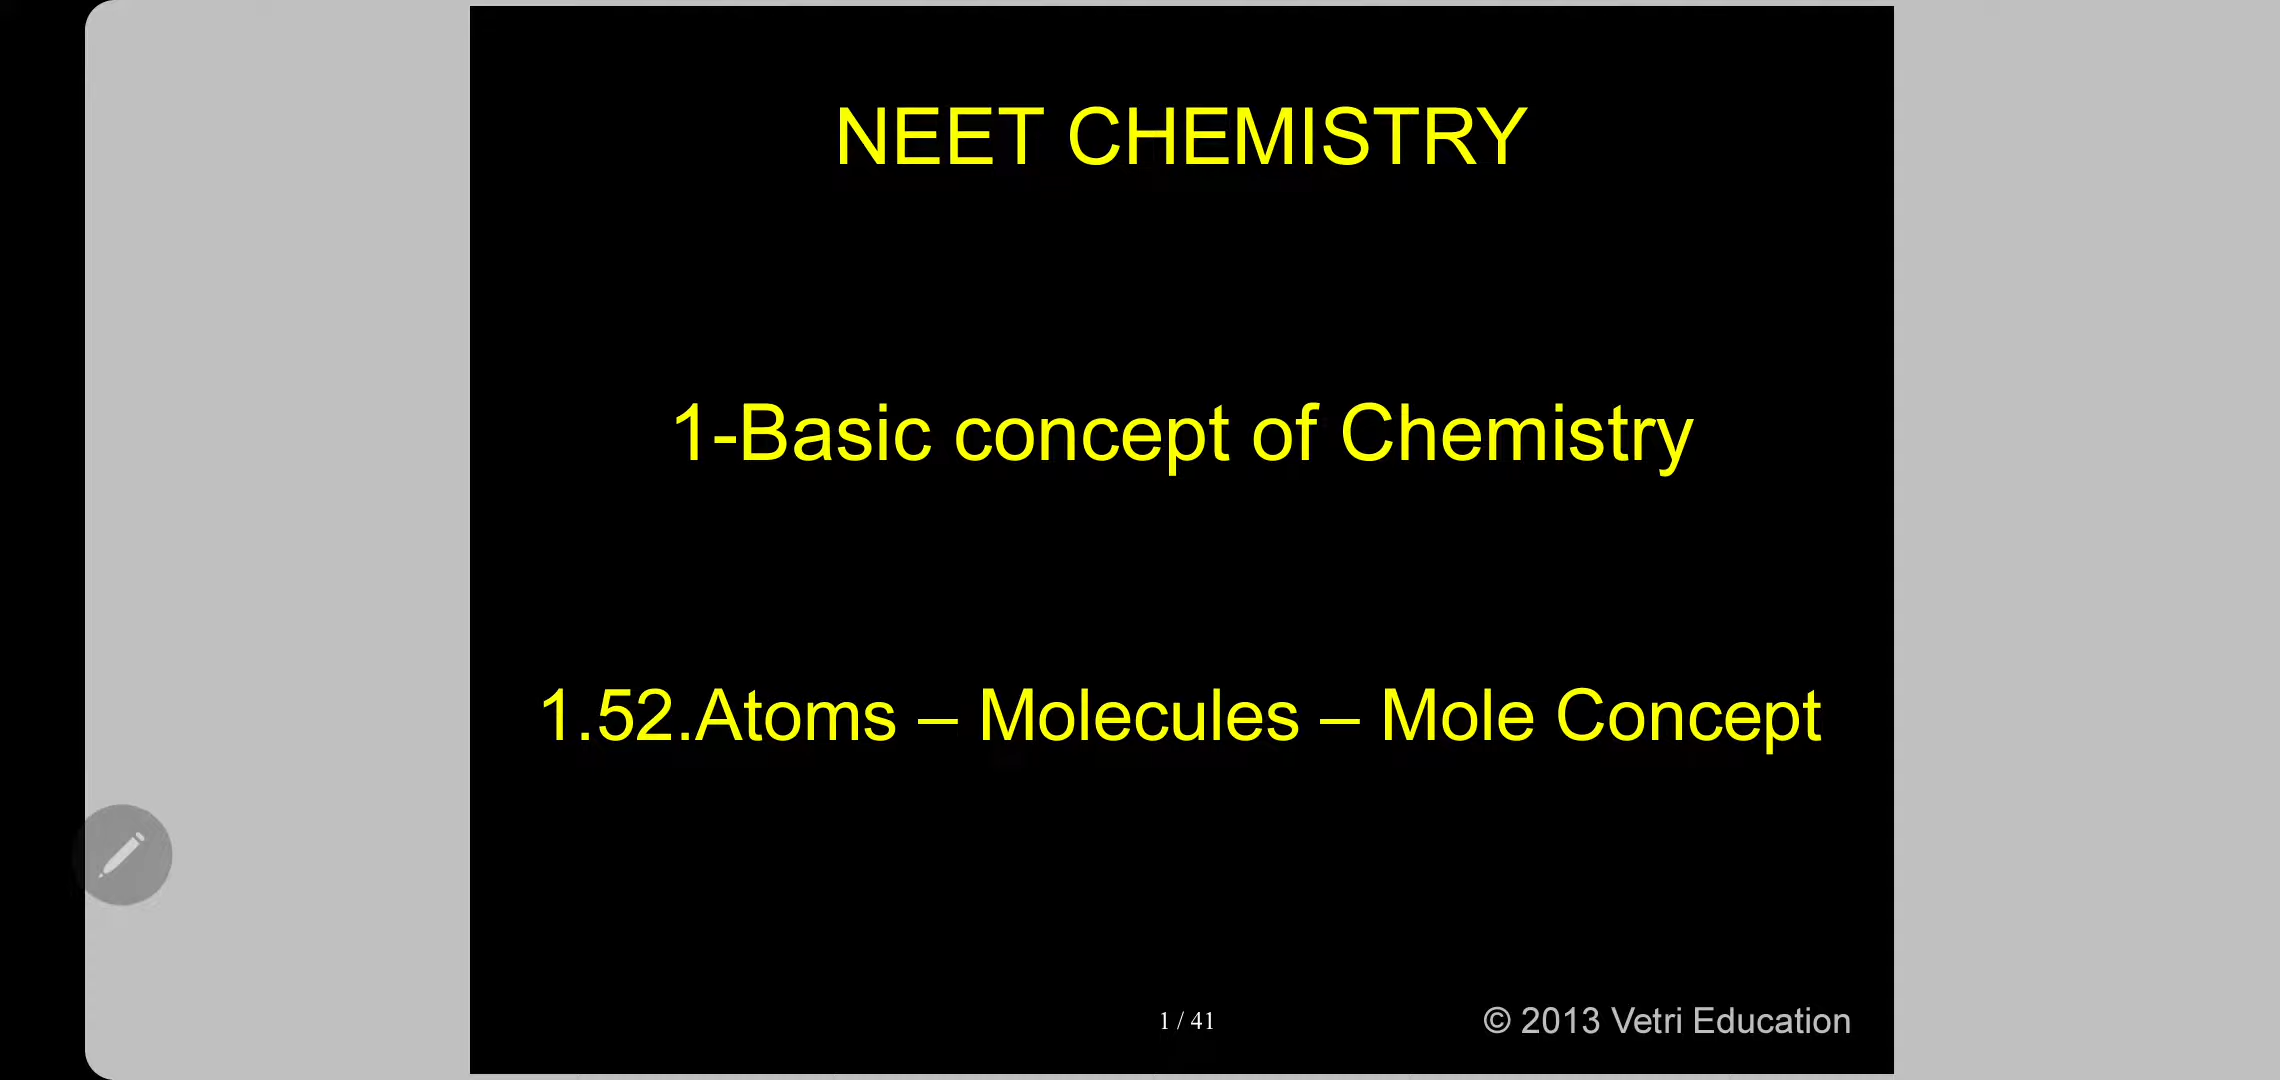 NEET CHEMISTRY
1-Basic concept of Chemistry
1.52.Atoms – Molecules – Mole Concept
1 / 41
© 2013 Vetri Education